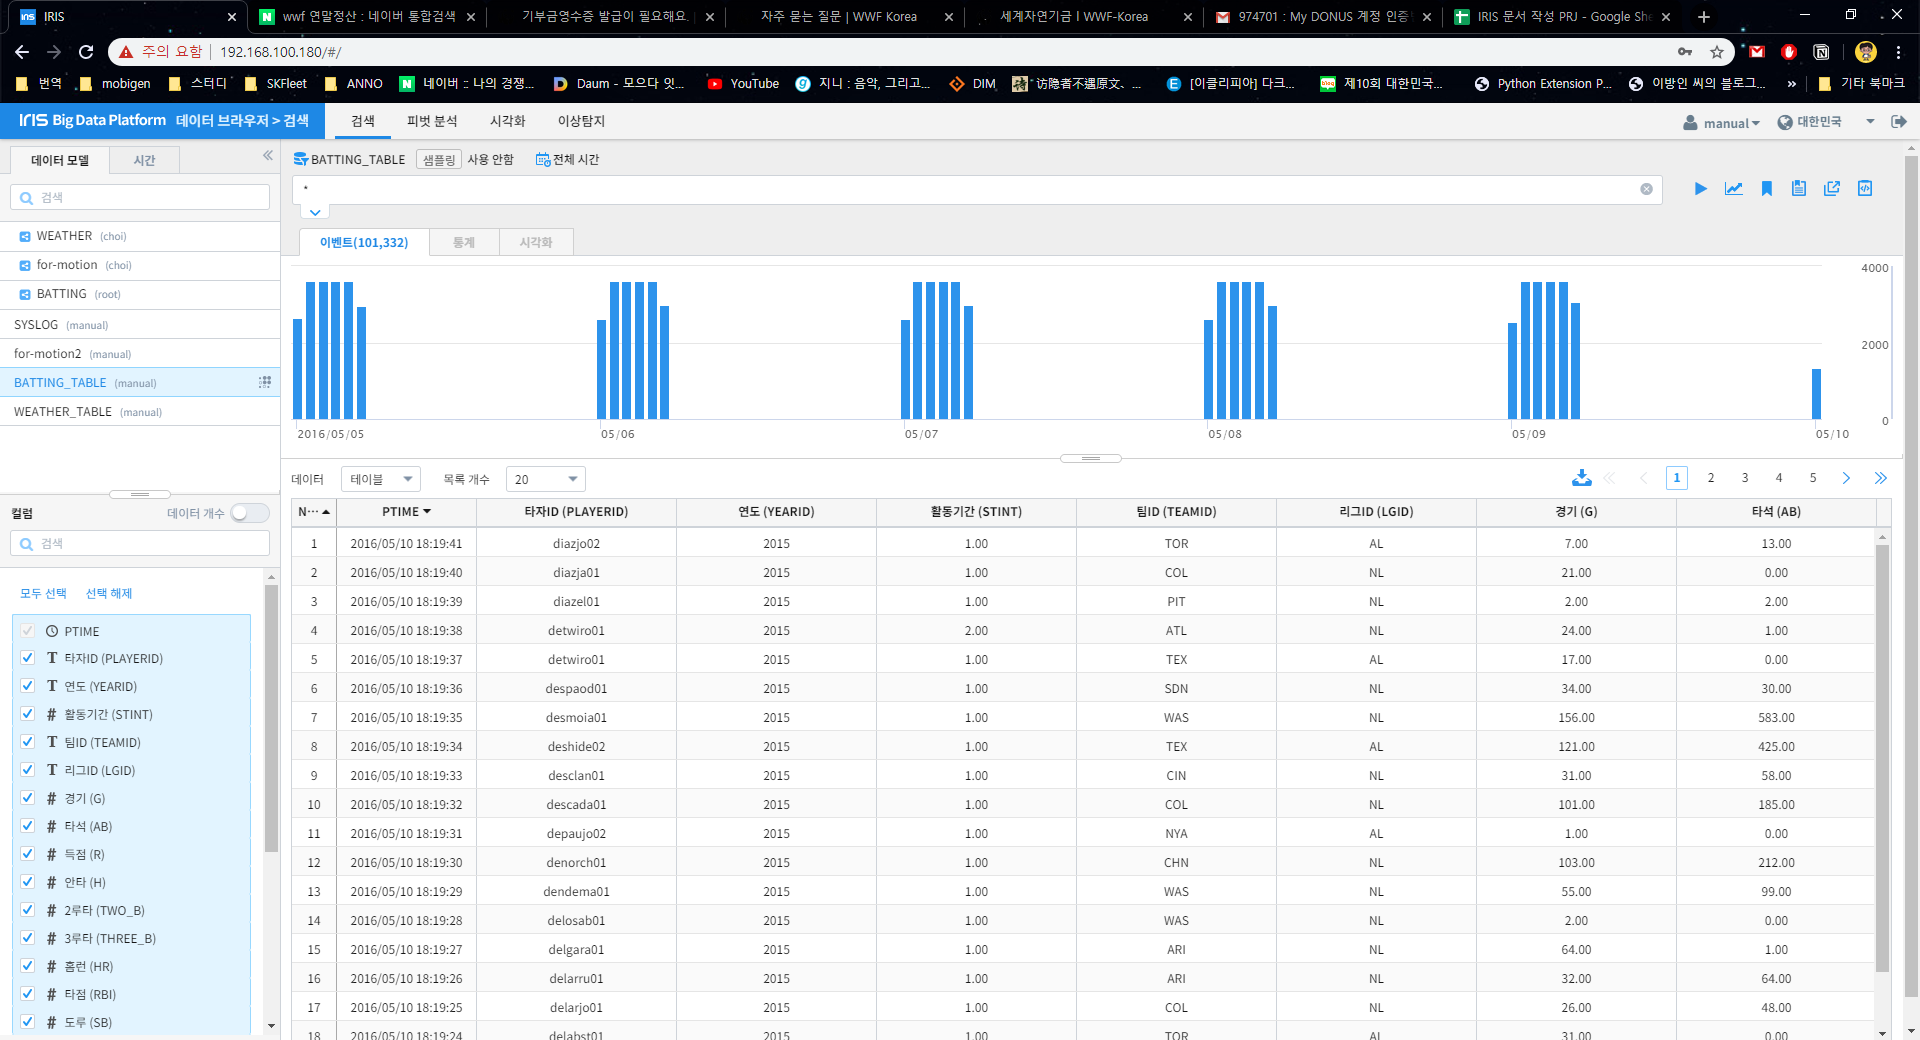 IRIS
wwf 연말정산 : 네이버 통합검색
기부금영수증 발급이 필요해요.
자주 묻는 질문 | WWF Korea
세계자연기금 | WWF-Korea
974701 : My DONUS 계정 인증
IRIS 문서 작성 PRJ - Google She
주의 요함 192.168.100.180/#/
번역 mobigen 스터디 SKFleet ANNO 네이버 :: 나의 경쟁... Daum - 모으다 잇... YouTube 지니 : 음악, 그리고... DIM 访隐者不遇原文、... [이클리피아] 다크... 제10회 대한민국... Python Extension P... 이방인 씨의 블로그... » 기타 북마크
IRIS Big Data Platform 데이터 브라우저 > 검색 검색 피벗 분석 시각화 이상탐지 manual 대한민국
데이터 모델 시간
검색
WEATHER (choi)
for-motion (choi)
BATTING (root)
SYSLOG (manual)
for-motion2 (manual)
BATTING_TABLE (manual)
WEATHER_TABLE (manual)
컬럼 데이터 개수
검색
모두 선택 선택 해제
PTIME
T 타자ID (PLAYERID)
T 연도 (YEARID)
# 활동기간 (STINT)
T 팀ID (TEAMID)
T 리그ID (LGID)
# 경기 (G)
# 타석 (AB)
# 득점 (R)
# 안타 (H)
# 2루타 (TWO_B)
# 3루타 (THREE_B)
# 홈런 (HR)
# 타점 (RBI)
# 도루 (SB)
BATTING_TABLE 샘플링 사용 안함 전체 시간
*
이벤트(101,332) 통계 시각화
4000
2000
0
2016/05/05 05/06 05/07 05/08 05/09 05/10
데이터 테이블 목록 개수 20 1 2 3 4 5
N··· PTIME 타자ID (PLAYERID) 연도 (YEARID) 활동기간 (STINT) 팀ID (TEAMID) 리그ID (LGID) 경기 (G) 타석 (AB)
1 2016/05/10 18:19:41 diazjo02 2015 1.00 TOR AL 7.00 13.00
2 2016/05/10 18:19:40 diazja01 2015 1.00 COL NL 21.00 0.00
3 2016/05/10 18:19:39 diazel01 2015 1.00 PIT NL 2.00 2.00
4 2016/05/10 18:19:38 detwiro01 2015 2.00 ATL NL 24.00 1.00
5 2016/05/10 18:19:37 detwiro01 2015 1.00 TEX AL 17.00 0.00
6 2016/05/10 18:19:36 despaod01 2015 1.00 SDN NL 34.00 30.00
7 2016/05/10 18:19:35 desmoia01 2015 1.00 WAS NL 156.00 583.00
8 2016/05/10 18:19:34 deshide02 2015 1.00 TEX AL 121.00 425.00
9 2016/05/10 18:19:33 desclan01 2015 1.00 CIN NL 31.00 58.00
10 2016/05/10 18:19:32 descada01 2015 1.00 COL NL 101.00 185.00
11 2016/05/10 18:19:31 depaujo02 2015 1.00 NYA AL 1.00 0.00
12 2016/05/10 18:19:30 denorch01 2015 1.00 CHN NL 103.00 212.00
13 2016/05/10 18:19:29 dendema01 2015 1.00 WAS NL 55.00 99.00
14 2016/05/10 18:19:28 delosab01 2015 1.00 WAS NL 2.00 0.00
15 2016/05/10 18:19:27 delgara01 2015 1.00 ARI NL 64.00 1.00
16 2016/05/10 18:19:26 delarru01 2015 1.00 ARI NL 32.00 64.00
17 2016/05/10 18:19:25 delarjo01 2015 1.00 COL NL 26.00 48.00
18 2016/05/10 18:19:24 delabst01 2015 1.00 TOR AL 31.00 0.00